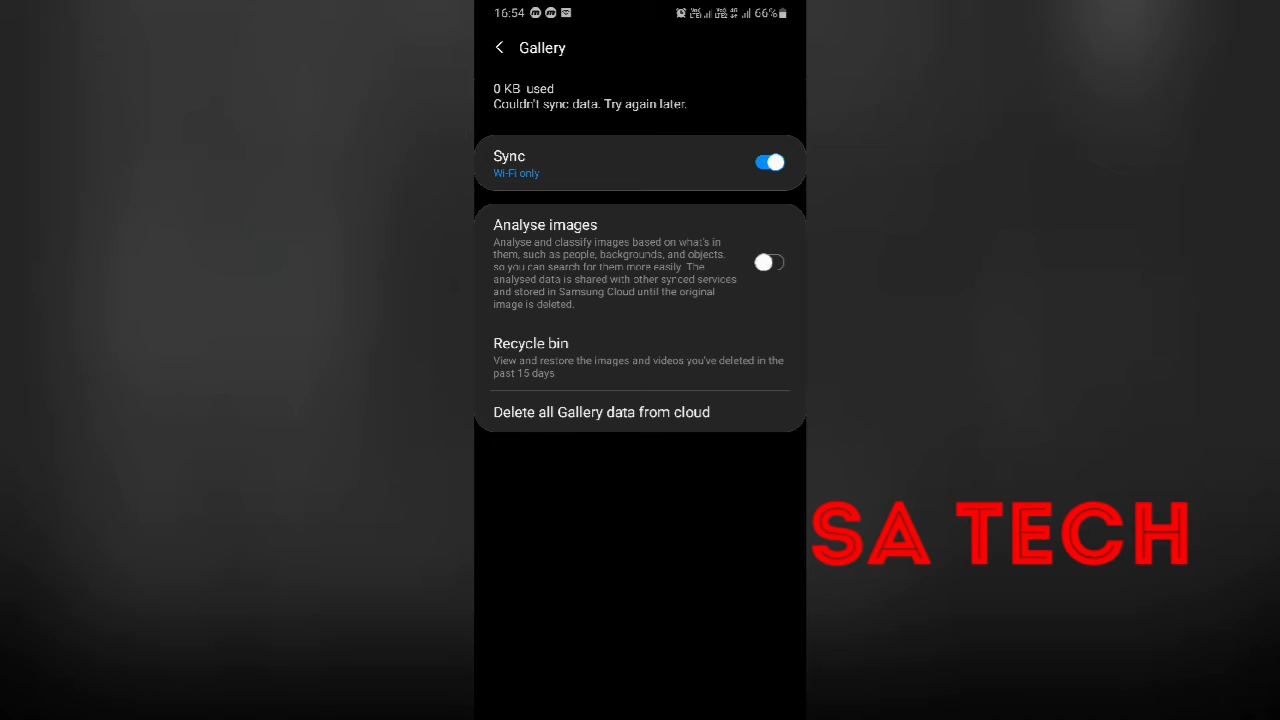 16:54
66%
Gallery
0 KB used
Couldn't sync data. Try again later.
Sync
Wi-Fi only
Analyse images
Analyse and classify images based on what's in
them, such as people, backgrounds, and objects,
so you can search for them more easily. The
analysed data is shared with other synced services
and stored in Samsung Cloud until the original
image is deleted.
Recycle bin
View and restore the images and videos you've deleted in the
past 15 days.
Delete all Gallery data from cloud
SA TECH